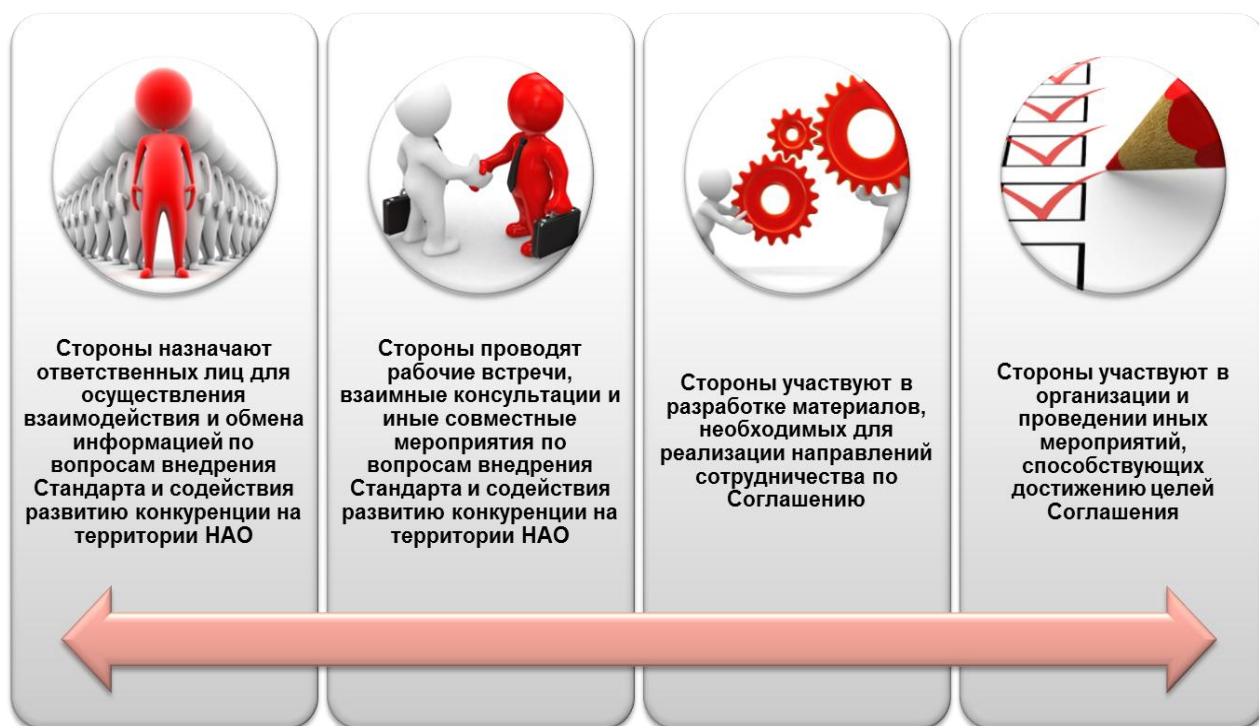 Стороны назначают
ответственных лиц для
осуществления
взаимодействия и обмена
информацией по
вопросам внедрения
Стандарта и содействия
развитию конкуренции на
территории НАО
Стороны проводят
рабочие встречи,
взаимные консультации и
иные совместные
мероприятия по
вопросам внедрения
Стандарта и содействия
развитию конкуренции на
территории НАО
Стороны участвуют в
разработке материалов,
необходимых для
реализации направлений
сотрудничества по
Соглашению
Стороны участвуют в
организации и
проведении иных
мероприятий,
способствующих
достижению целей
Соглашения